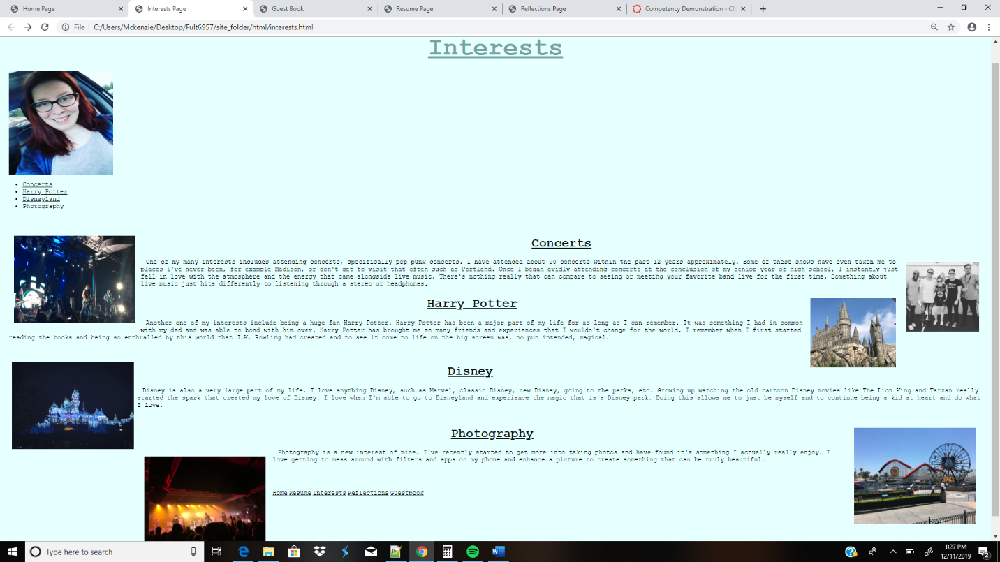 Home Page
Interests Page
Guest Book
Resume Page
Reflections Page
Competency Demonstration - CI
File | C:/Users/Mckenzie/Desktop/Fult6957/site_folder/html/interests.html
Interests
Concerts
Harry Potter
Disneyland
Photography
Concerts
One of my many interests includes attending concerts, specifically pop-punk concerts. I have attended about 90 concerts within the past 12 years approximately. Some of these shows have even taken me to
places I've never been, for example Madison, or don't get to visit that often such as Portland. Once I began avidly attending concerts at the conclusion of my senior year of high school, I instantly just
fell in love with the atmosphere and the energy that came alongside live music. There's nothing really that can compare to seeing or meeting your favorite band live for the first time. Something about
live music just hits differently to listening through a stereo or headphones.
Harry Potter
Another one of my interests include being a huge fan Harry Potter. Harry Potter has been a major part of my life for as long as I can remember. It was something I had in common
with my dad and was able to bond with him over. Harry Potter has brought me so many friends and experiences that I wouldn't change for the world. I remember when I first started
reading the books and being so enthralled by this world that J.K. Rowling had created and to see it come to life on the big screen was, no pun intended, magical.
Disney
Disney is also a very large part of my life. I love anything Disney, such as Marvel, classic Disney, new Disney, going to the parks, etc. Growing up watching the old cartoon Disney movies like The Lion King and Tarzan really
started the spark that created my love of Disney. I love when I'm able to go to Disneyland and experience the magic that is a Disney park. Doing this allows me to just be myself and to continue being a kid at heart and do what
I love.
Photography
Photography is a new interest of mine. I've recently started to get more into taking photos and have found it's something I actually really enjoy. I
love getting to mess around with filters and apps on my phone and enhance a picture to create something that can be truly beautiful.
Home Resume Interests Reflections Guestbook
Type here to search
1:27 PM
12/11/2019
2